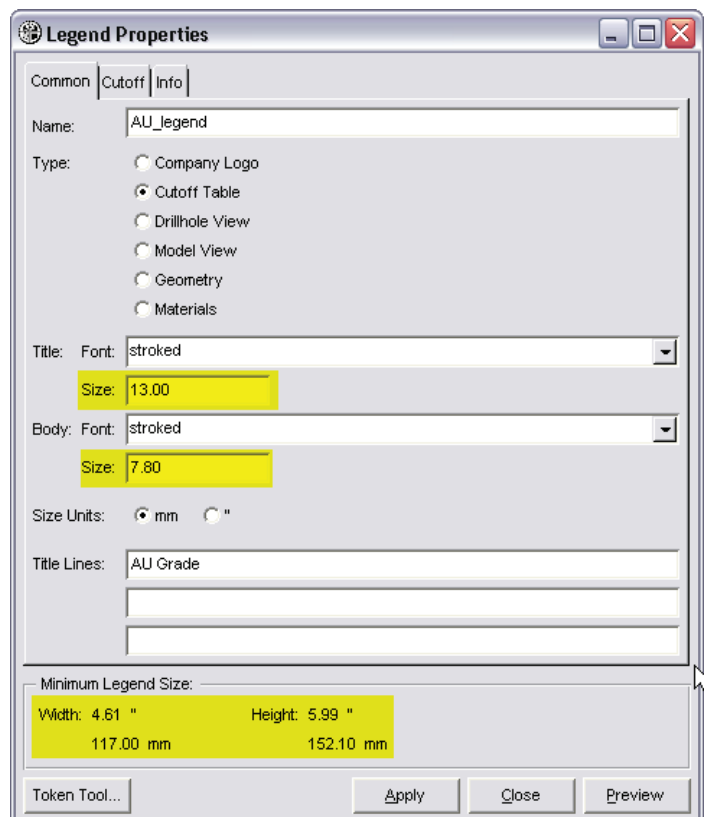 Legend Properties
Common Cutoff Info
Name: AU_legend
Type: Company Logo
Cutoff Table
Drillhole View
Model View
Geometry
Materials
Title: Font: stroked
Size: 13.00
Body: Font: stroked
Size: 7.80
Size Units: mm "
Title Lines: AU Grade
Minimum Legend Size:
Width: 4.61 " Height: 5.99 "
117.00 mm 152.10 mm
Token Tool... Apply Close Preview